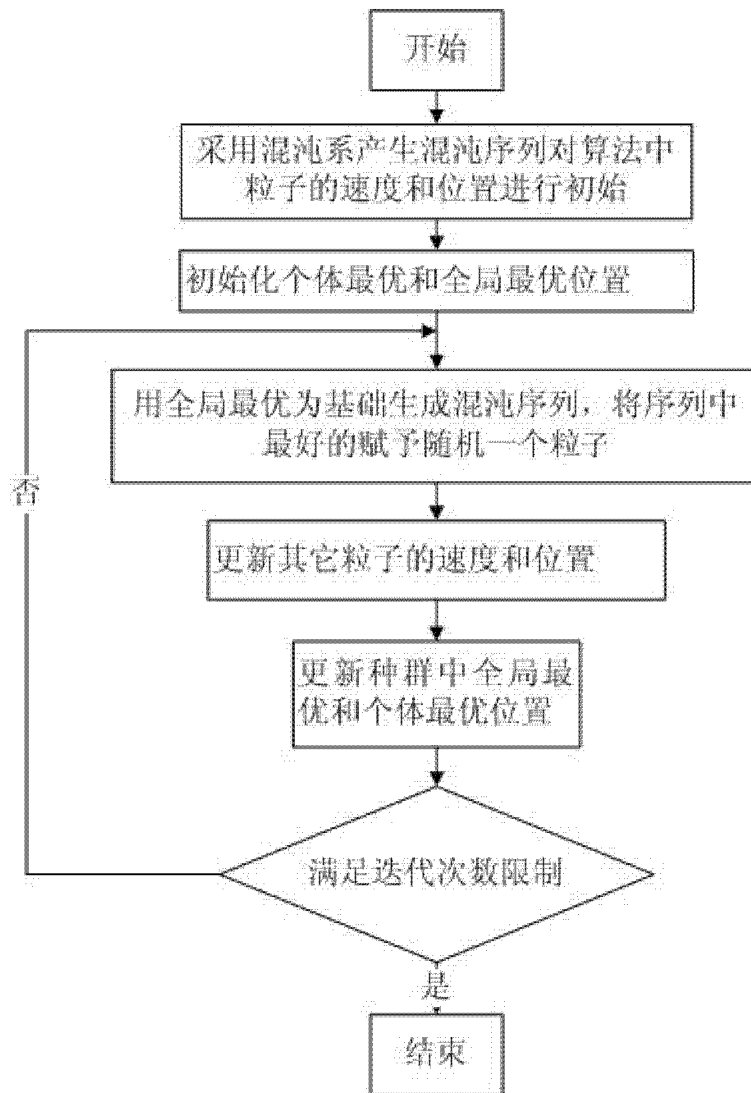 开始
采用混沌系产生混沌序列对算法中
粒子的速度和位置进行初始
初始化个体最优和全局最优位置
用全局最优为基础生成混沌序列，将序列中
最好的赋予随机一个粒子
否
更新其它粒子的速度和位置
更新种群中全局最
优和个体最优位置
满足迭代次数限制
是
结束